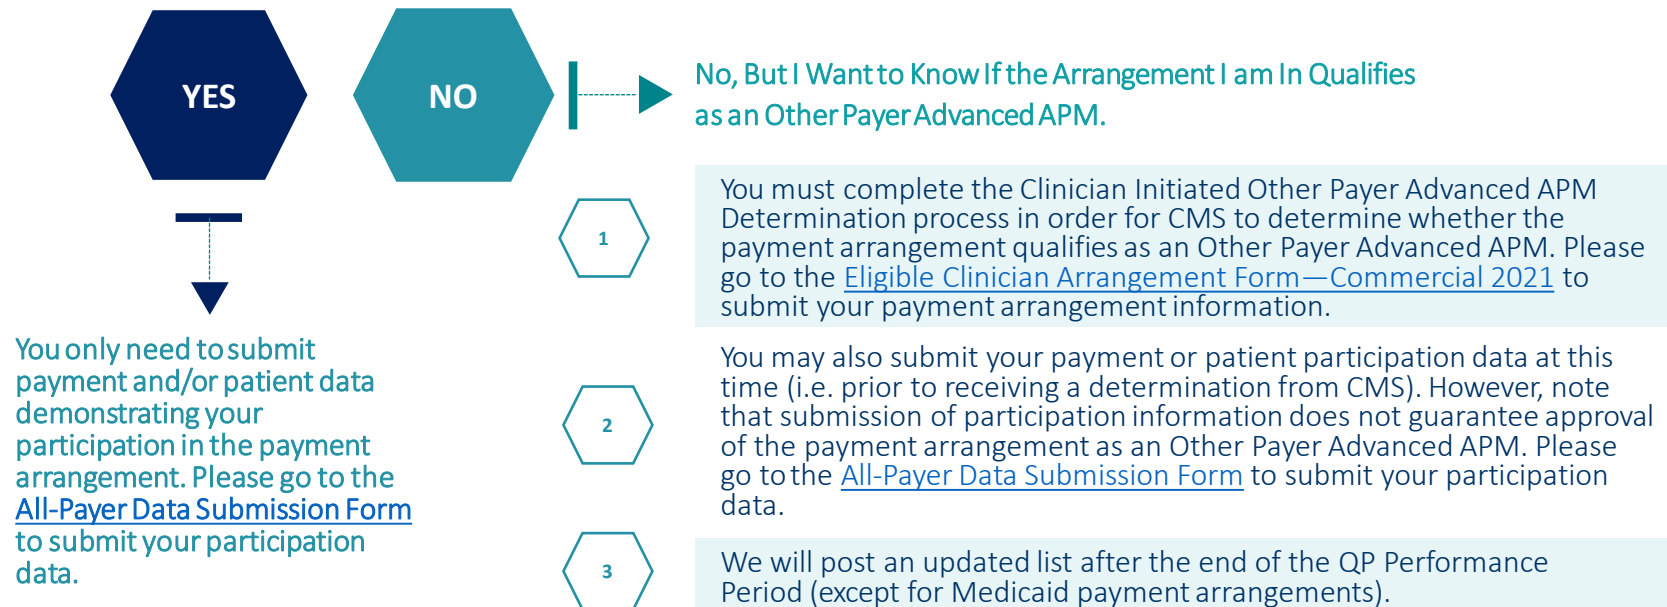 YES
NO
No, But I Want to Know If the Arrangement I am In Qualifies
as an Other Payer Advanced APM.
You only need to submit
payment and/or patient data
demonstrating your
participation in the payment
arrangement. Please go to the
All-Payer Data Submission Form
to submit your participation
data.
1
You must complete the Clinician Initiated Other Payer Advanced APM
Determination process in order for CMS to determine whether the
payment arrangement qualifies as an Other Payer Advanced APM. Please
go to the Eligible Clinician Arrangement Form—Commercial 2021 to
submit your payment arrangement information.
2
You may also submit your payment or patient participation data at this
time (i.e. prior to receiving a determination from CMS). However, note
that submission of participation information does not guarantee approval
of the payment arrangement as an Other Payer Advanced APM. Please
go to the All-Payer Data Submission Form to submit your participation
data.
3
We will post an updated list after the end of the QP Performance
Period (except for Medicaid payment arrangements).